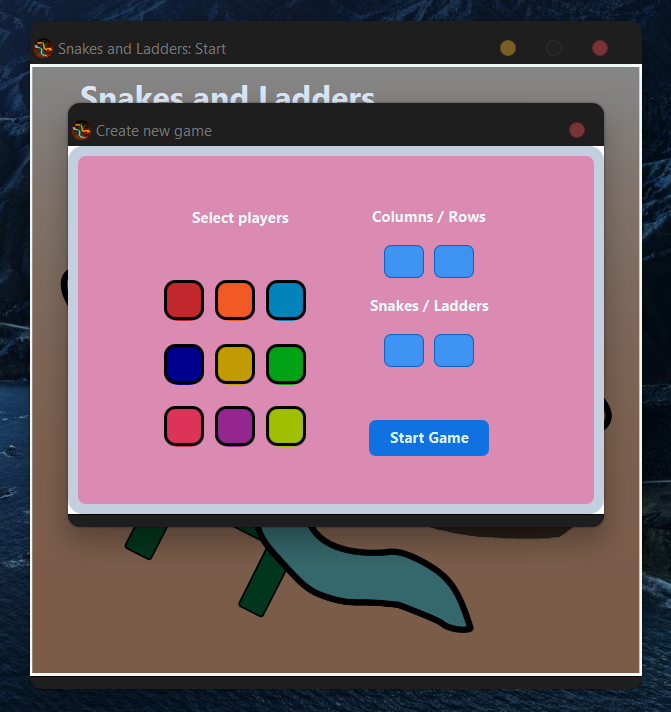 Snakes and Ladders: Start
Snakes and Ladders
Create new game
Select players
Columns / Rows
Snakes / Ladders
Start Game